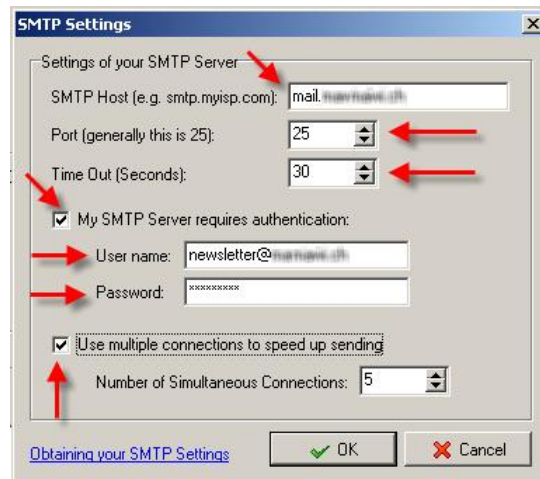 SMTP Settings
Settings of your SMTP Server
SMTP Host (e.g. smtp.myisp.com): mail.
Port (generally this is 25): 25
Time Out (Seconds): 30
My SMTP Server requires authentication:
User name: newsletter@
Password: xxxxxxxxx
Use multiple connections to speed up sending
Number of Simultaneous Connections: 5
Obtaining your SMTP Settings OK Cancel